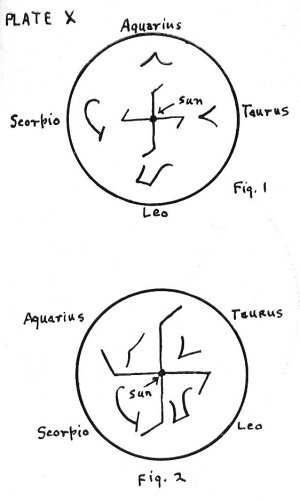 PLATE X
Aquarius
sun
Scorpio
Taurus
Fig. 1
Leo
Aquarius
Taurus
sun
Scorpio
Leo
Fig. 2